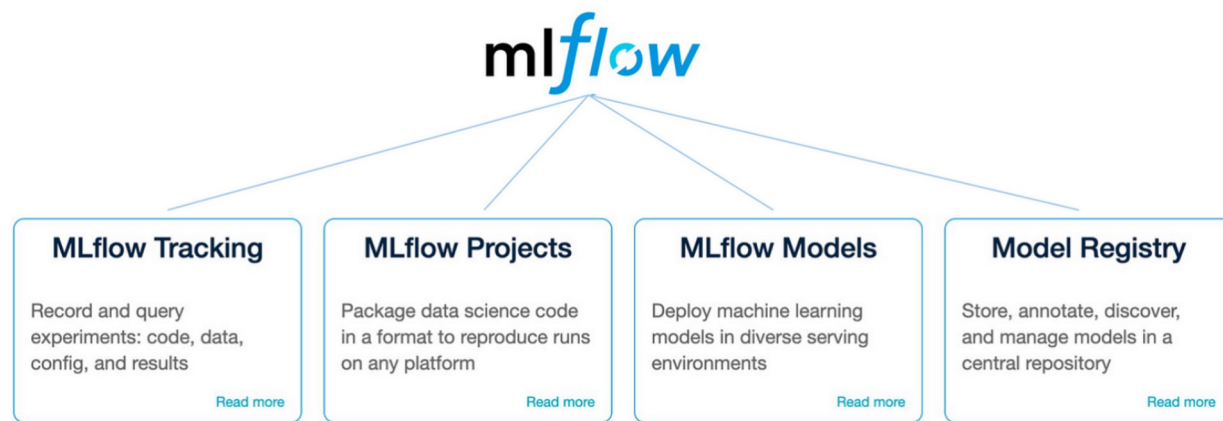 mlflow
MLflow Tracking
Record and query
experiments: code, data,
config, and results
Read more
MLflow Projects
Package data science code
in a format to reproduce runs
on any platform
Read more
MLflow Models
Deploy machine learning
models in diverse serving
environments
Read more
Model Registry
Store, annotate, discover,
and manage models in a
central repository
Read more